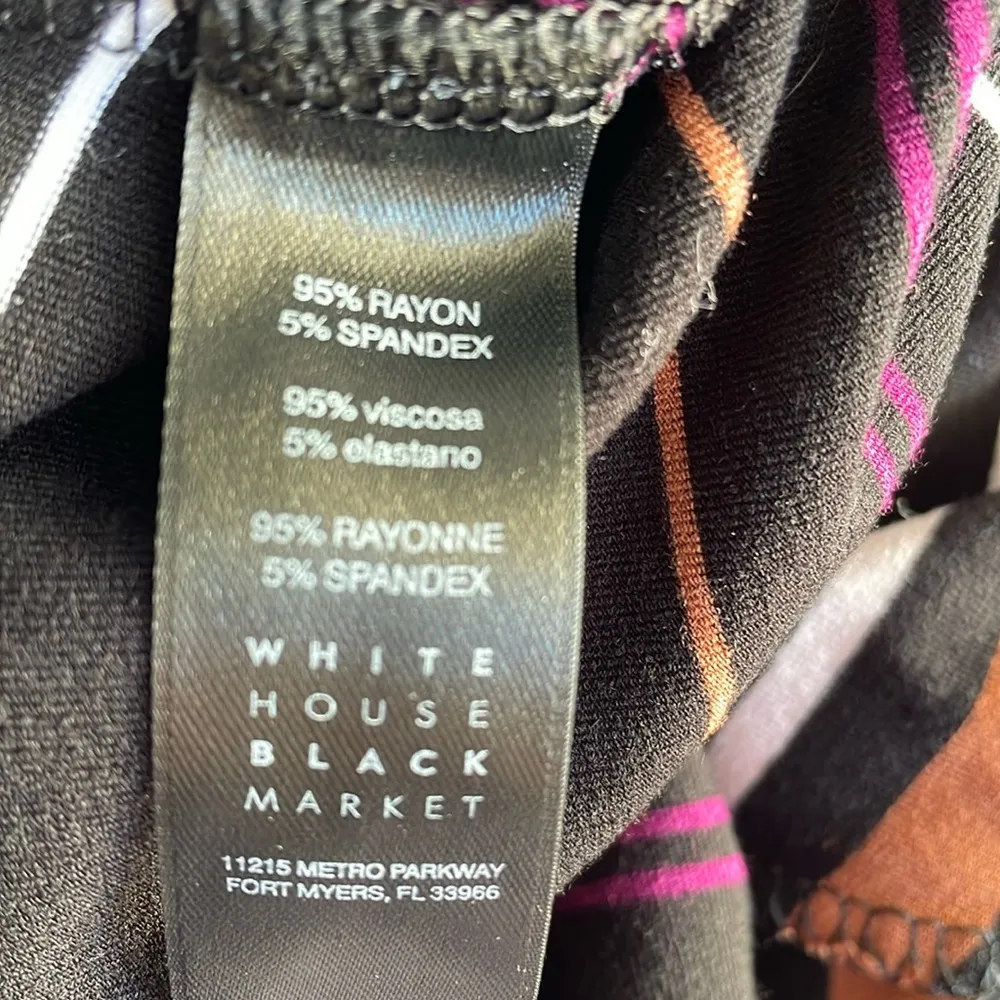 95% RAYON
5% SPANDEX
95% viscosa
5% elastano
95% RAYONNE
5% SPANDEX
WHITE
HOUSE
BLACK
MARKET
11215 METRO PARKWAY
FORT MYERS, FL 33966